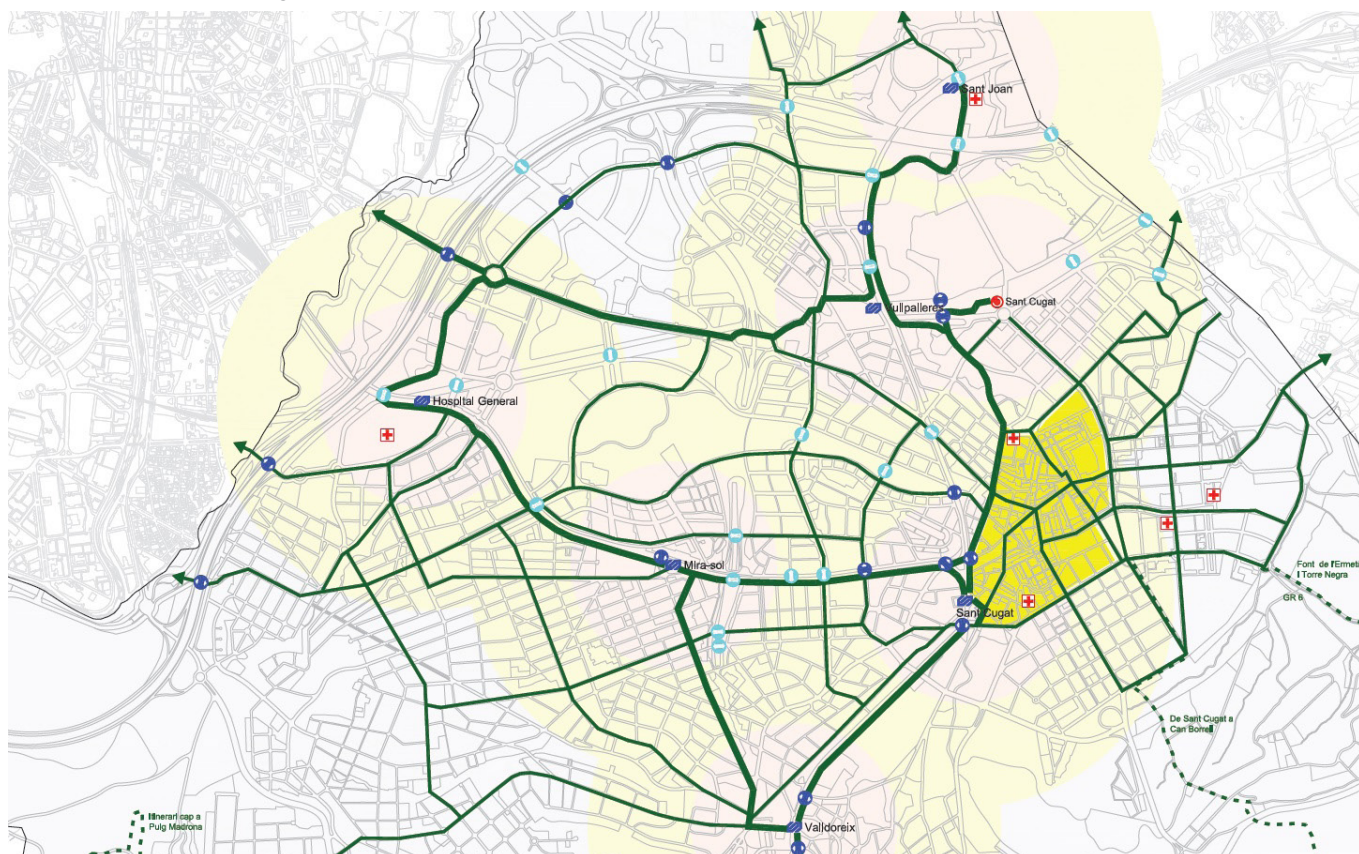 Sant Joan
Sant Cugat
Hospital General
Font de l'Ermeta
i Torre Negra
GR 6
Mira-sol
Sant Cugat
De Sant Cugat a
Can Borrell
Itinerari cap a
Puig Madrona
Valldoreix